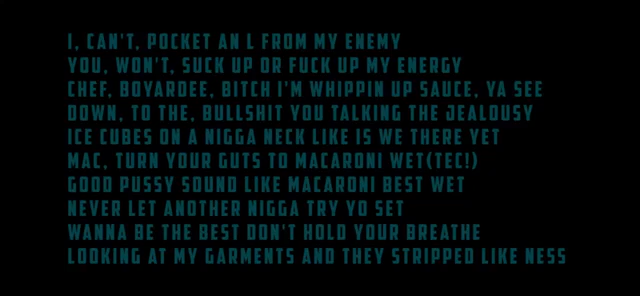 I, CAN'T, POCKET AN L FROM MY ENEMY
YOU, WON'T, SUCK UP OR FUCK UP MY ENERGY
CHEF, BOYARDEE, BITCH I'M WHIPPIN UP SAUCE, YA SEE
DOWN, TO THE, BULLSHIT YOU TALKING THE JEALOUSY
ICE CUBES ON A NIGGA NECK LIKE IS WE THERE YET
MAC, TURN YOUR GUTS TO MACARONI WET(TEC!)
GOOD PUSSY SOUND LIKE MACARONI BEST WET
NEVER LET ANOTHER NIGGA TRY YO SET
WANNA BE THE BEST DON'T HOLD YOUR BREATHE
LOOKING AT MY GARMENTS AND THEY STRIPPED LIKE NESS